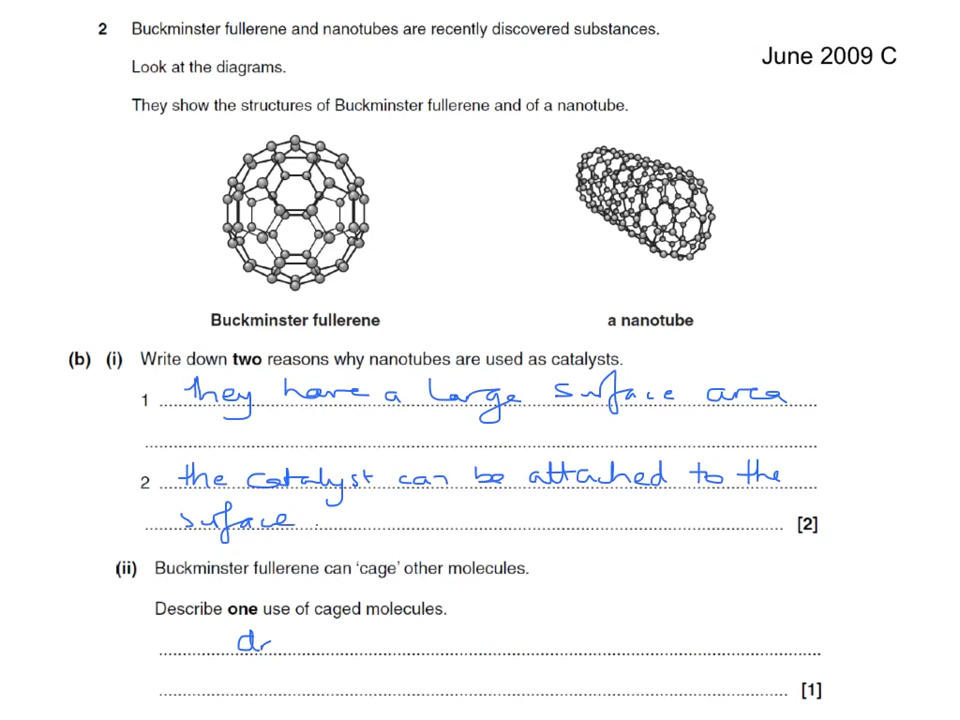 2 Buckminster fullerene and nanotubes are recently discovered substances.
June 2009 C
Look at the diagrams.
They show the structures of Buckminster fullerene and of a nanotube.
Buckminster fullerene a nanotube
(b) (i) Write down two reasons why nanotubes are used as catalysts.
1 they have a large surface area
2 the catalyst can be attached to the
surface [2]
(ii) Buckminster fullerene can ‘cage’ other molecules.
Describe one use of caged molecules.
dr
[1]